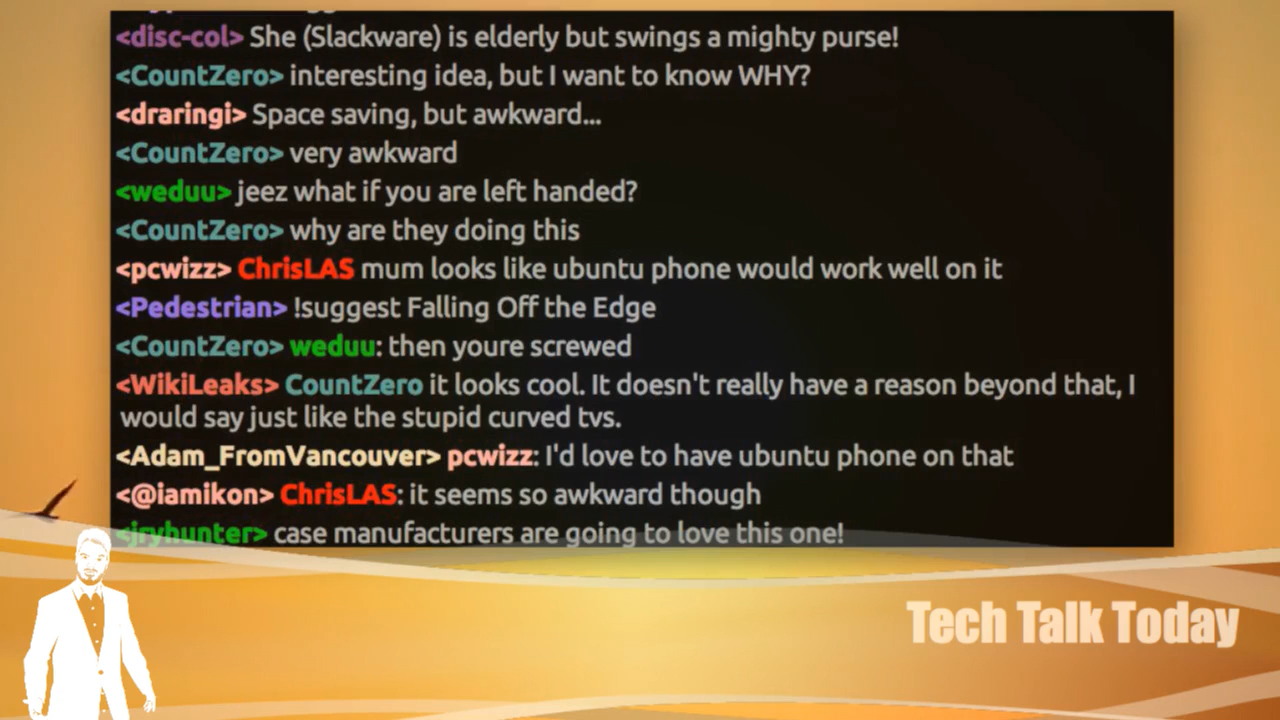 <disc-col> She (Slackware) is elderly but swings a mighty purse!
<CountZero> interesting idea, but I want to know WHY?
<draringi> Space saving, but awkward...
<CountZero> very awkward
<weduu> jeez what if you are left handed?
<CountZero> why are they doing this
<pcwizz> ChrisLAS mum looks like ubuntu phone would work well on it
<Pedestrian> !suggest Falling Off the Edge
<CountZero> weduu: then youre screwed
<WikiLeaks> CountZero it looks cool. It doesn't really have a reason beyond that, I
would say just like the stupid curved tvs.
<Adam_FromVancouver> pcwizz: I'd love to have ubuntu phone on that
<@iamikon> ChrisLAS: it seems so awkward though
<jryhunter> case manufacturers are going to love this one!
Tech Talk Today